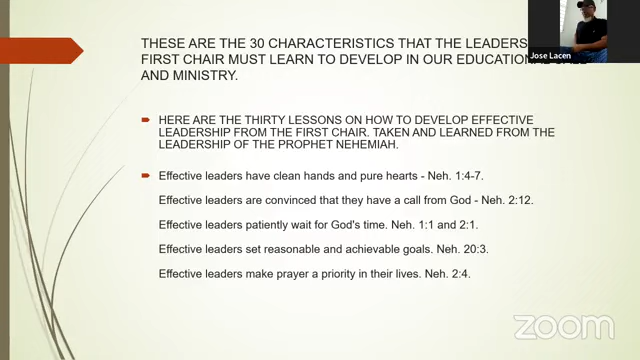 THESE ARE THE 30 CHARACTERISTICS THAT THE LEADERS
FIRST CHAIR MUST LEARN TO DEVELOP IN OUR EDUCATIONAL
AND MINISTRY.
HERE ARE THE THIRTY LESSONS ON HOW TO DEVELOP EFFECTIVE
LEADERSHIP FROM THE FIRST CHAIR. TAKEN AND LEARNED FROM THE
LEADERSHIP OF THE PROPHET NEHEMIAH.
Effective leaders have clean hands and pure hearts - Neh. 1:4-7.
Effective leaders are convinced that they have a call from God - Neh. 2:12.
Effective leaders patiently wait for God's time. Neh. 1:1 and 2:1.
Effective leaders set reasonable and achievable goals. Neh. 20:3.
Effective leaders make prayer a priority in their lives. Neh. 2:4.
Jose Lacen
zoom